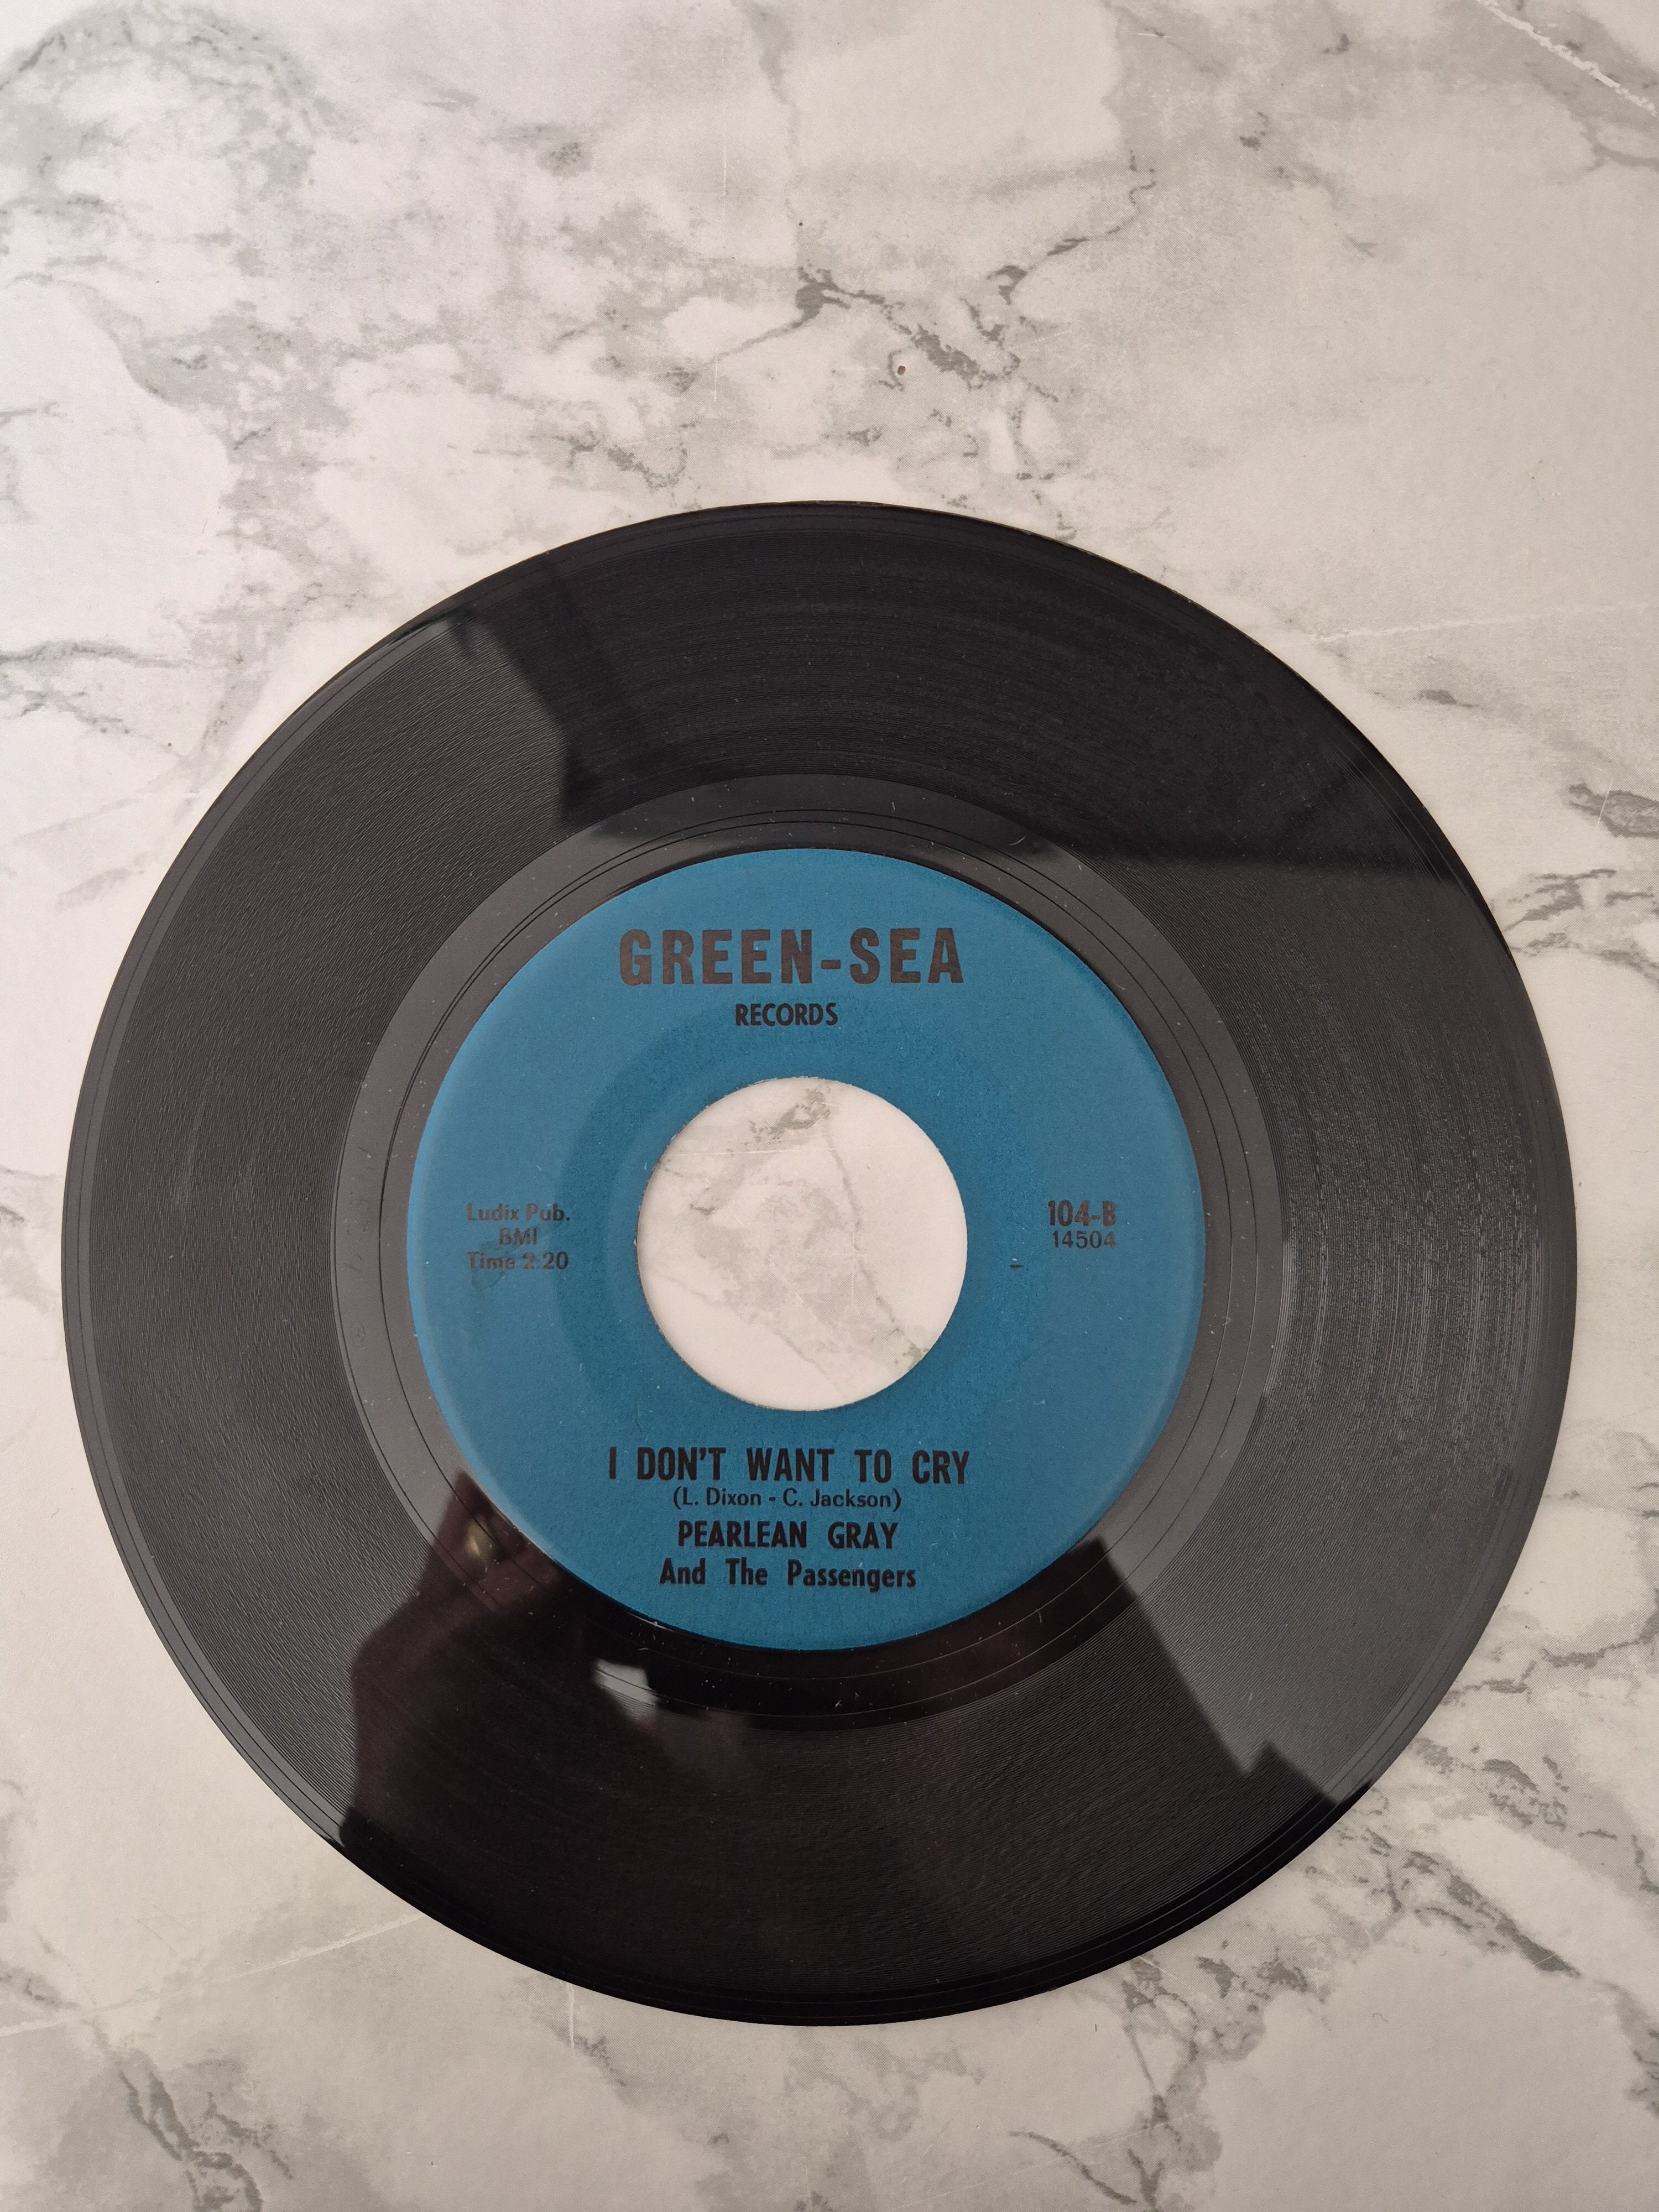 GREEN-SEA
RECORDS
Ludix Pub.
BMI
Time 2:20
104-B
14504
I DON'T WANT TO CRY
(L. Dixon - C. Jackson)
PEARLEAN GRAY
And The Passengers